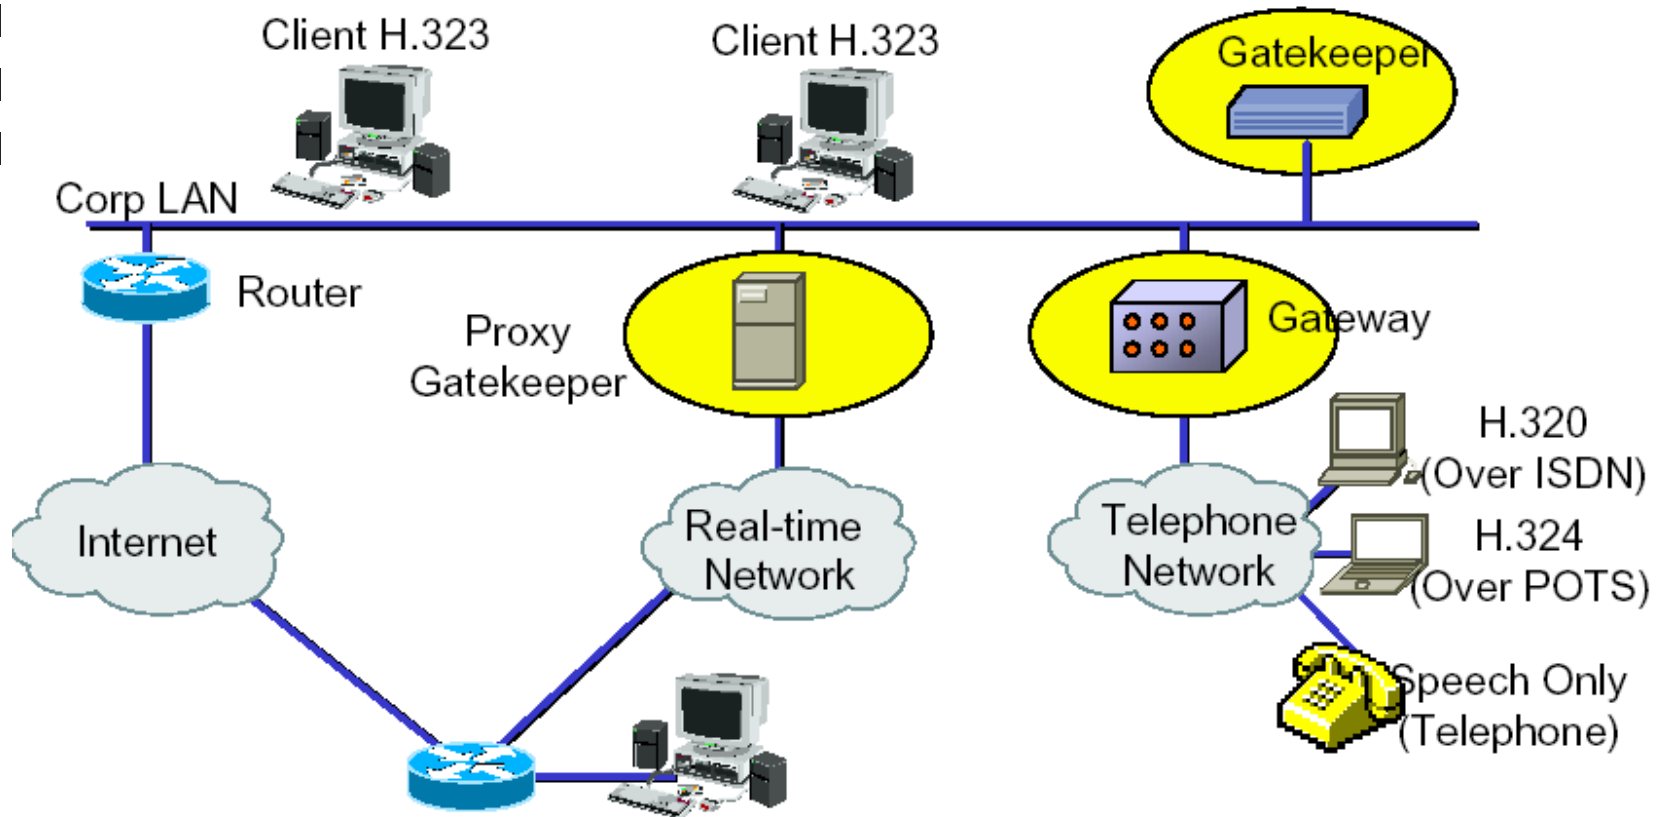 Client H.323
Client H.323
Gatekeeper
Corp LAN
Router
Proxy
Gatekeeper
Gateway
H.320
(Over ISDN)
Internet
Real-time
Network
Telephone
Network
H.324
(Over POTS)
Speech Only
(Telephone)